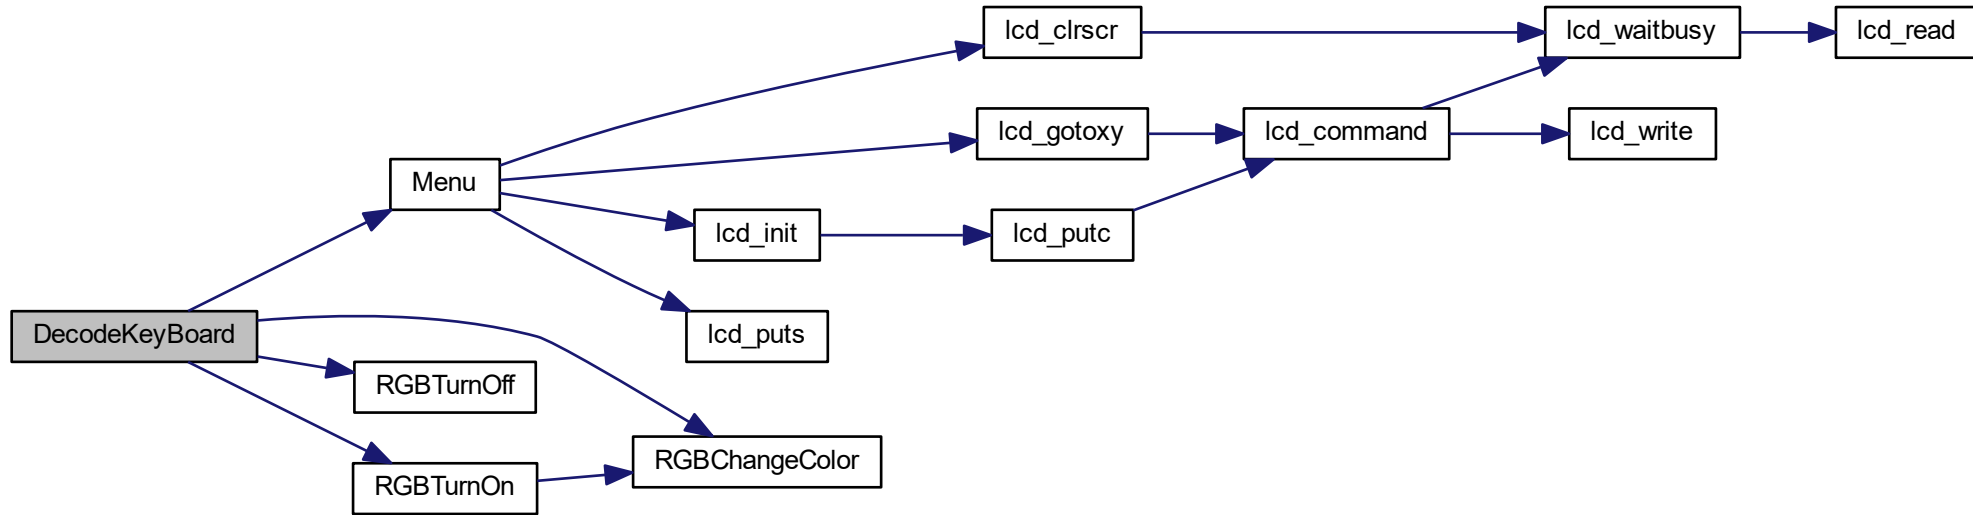 lcd_clrscr
lcd_waitbusy
lcd_read
lcd_gotoxy
lcd_command
lcd_write
Menu
lcd_init
lcd_putc
DecodeKeyBoard
lcd_puts
RGBTurnOff
RGBChangeColor
RGBTurnOn